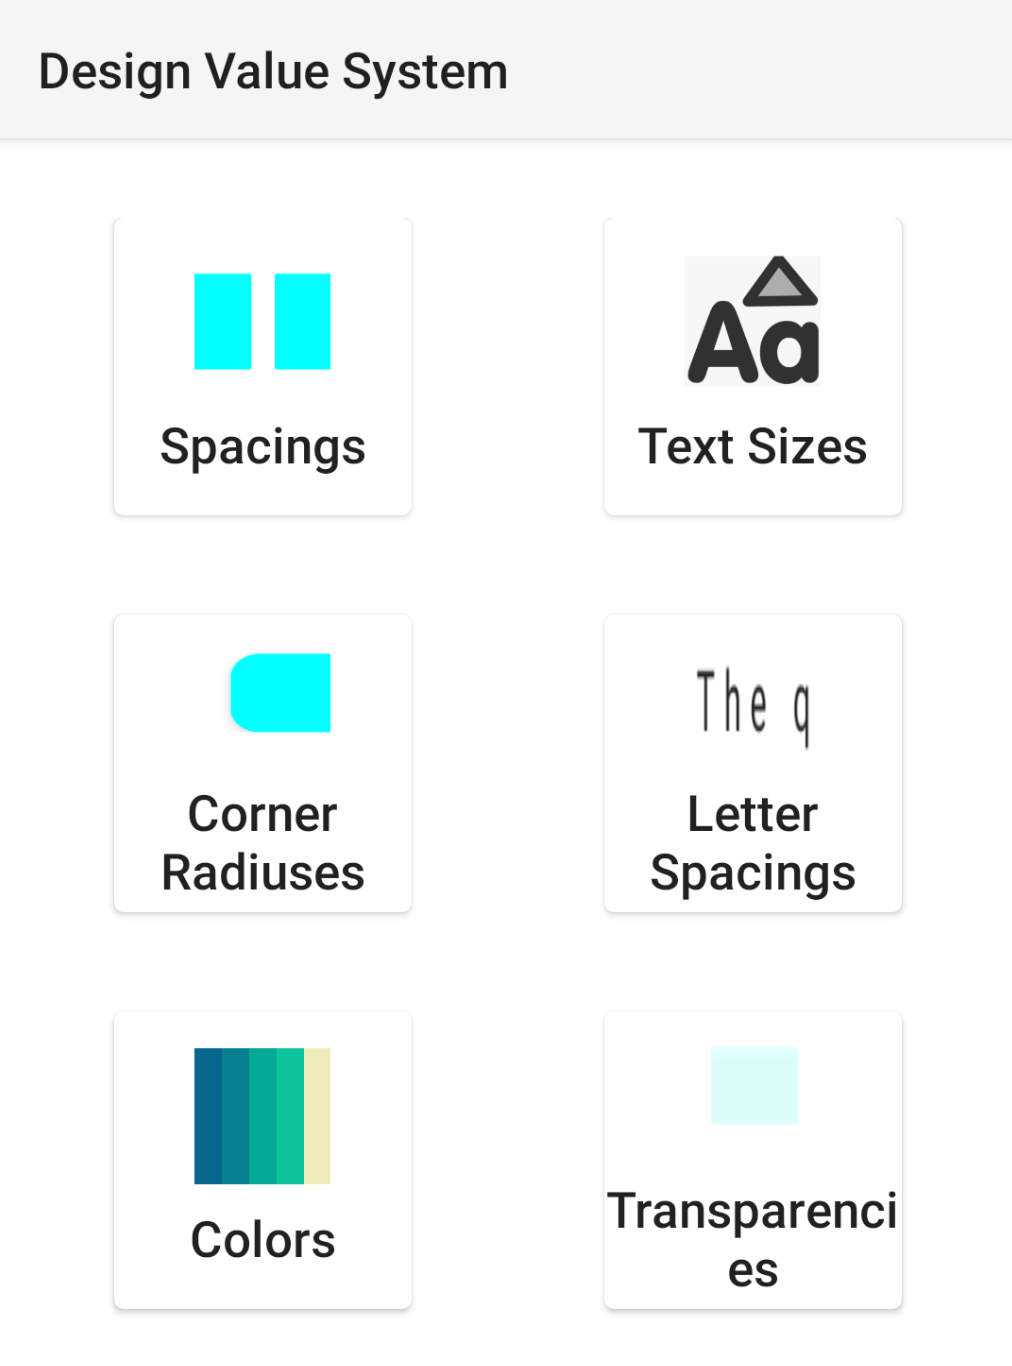 Design Value System
Aa
Spacings
Text Sizes
The q
Corner
Radiuses
Letter
Spacings
Colors
Transparenci
es